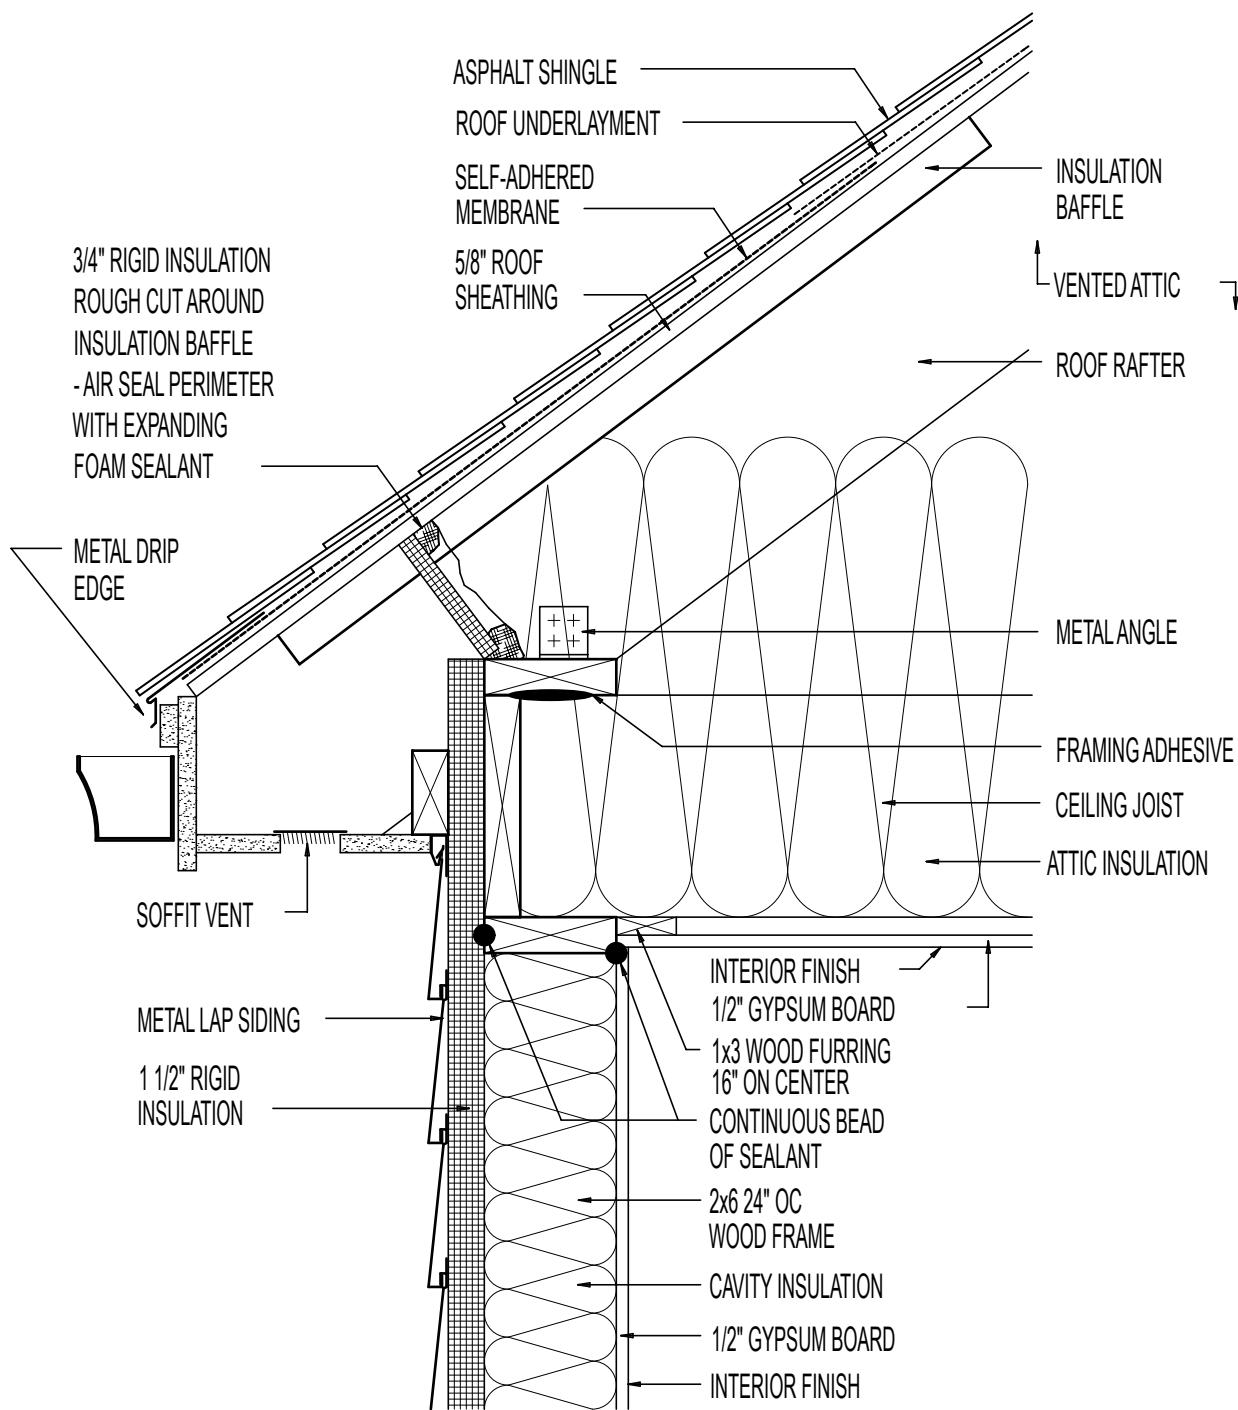 ASPHALT SHINGLE
ROOF UNDERLAYMENT
SELF-ADHERED
MEMBRANE
5/8" ROOF
SHEATHING
INSULATION
BAFFLE
VENTED ATTIC
ROOF RAFTER
3/4" RIGID INSULATION
ROUGH CUT AROUND
INSULATION BAFFLE
- AIR SEAL PERIMETER
WITH EXPANDING
FOAM SEALANT
METAL DRIP
EDGE
METAL ANGLE
FRAMING ADHESIVE
CEILING JOIST
ATTIC INSULATION
SOFFIT VENT
METAL LAP SIDING
1 1/2" RIGID
INSULATION
INTERIOR FINISH
1/2" GYPSUM BOARD
1x3 WOOD FURRING
16" ON CENTER
CONTINUOUS BEAD
OF SEALANT
2x6 24" OC
WOOD FRAME
CAVITY INSULATION
1/2" GYPSUM BOARD
INTERIOR FINISH